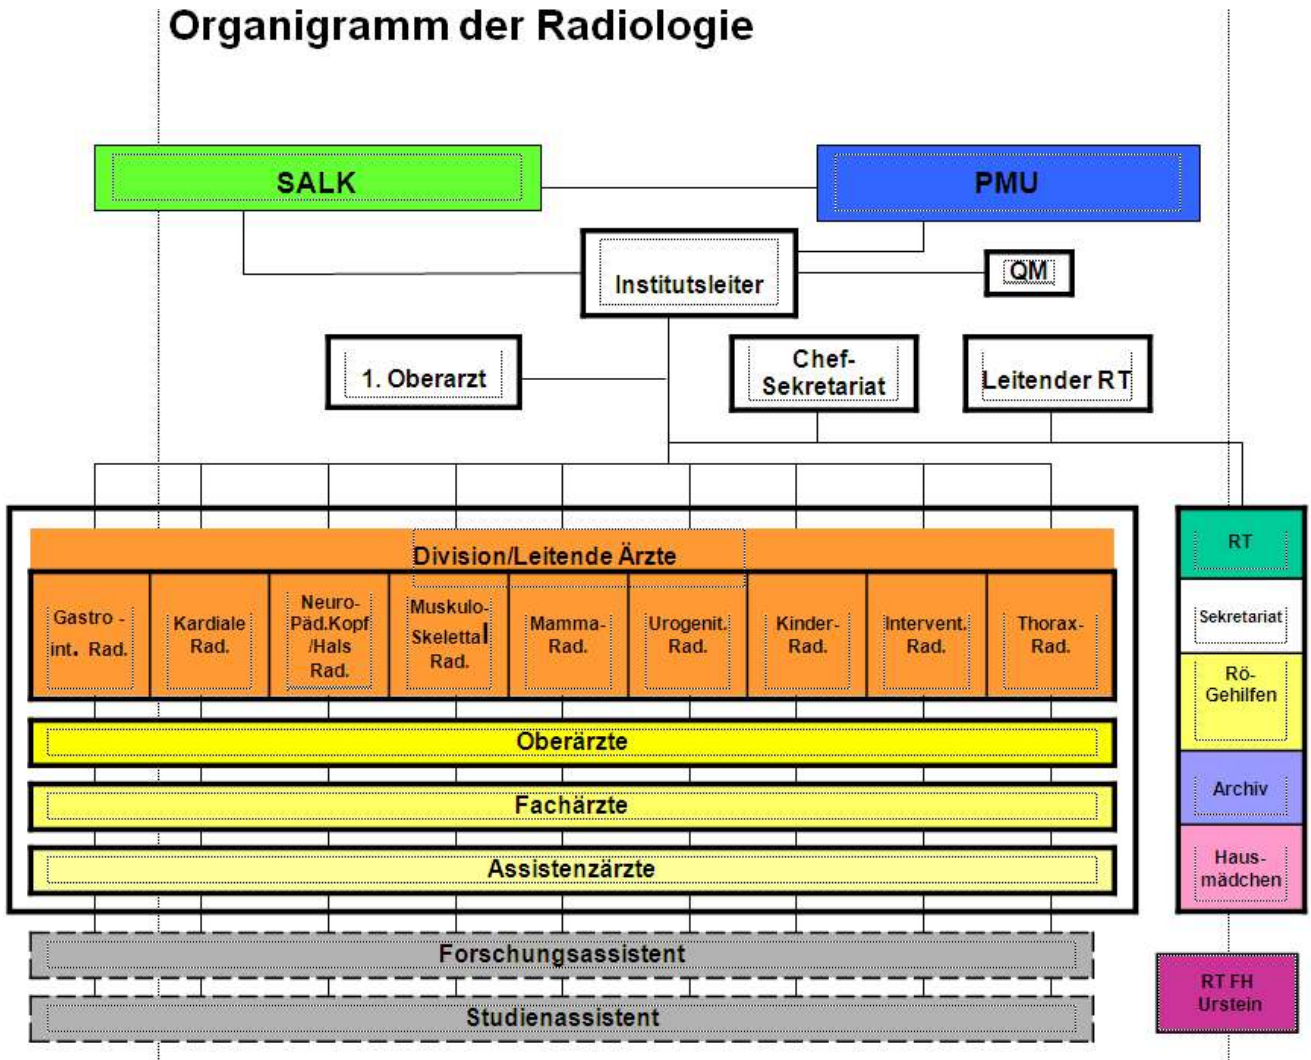 Organigramm der Radiologie
SALK
PMU
Institutsleiter
QM
1. Oberarzt
Chef-
Sekretariat
Leitender RT
Division/Leitende Ärzte
Gastro -
int. Rad.
Kardiale
Rad.
Neuro-
Päd.Kopf
/Hals
Rad.
Muskulo-
Skelettal
Rad.
Mamma-
Rad.
Urogenit.
Rad.
Kinder-
Rad.
Intervent.
Rad.
Thorax-
Rad.
Oberärzte
Fachärzte
Assistenzärzte
Forschungsassistent
Studienassistent
RT
Sekretariat
Rö-
Gehilfen
Archiv
Haus-
mädchen
RT FH
Urstein